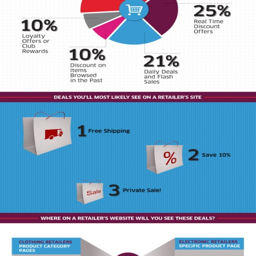 25%
Real Time
Discount
Offers
10%
Loyalty
Offers or
Club
Rewards
10%
Discount on
Items
Browsed
in the Past
21%
Daily Deals
and Flash
Sales
DEALS YOU'LL MOST LIKELY SEE ON A RETAILER'S SITE
1 Free Shipping
% 2 Save 10%
Sale 3 Private Sale!
WHERE ON A RETAILER'S WEBSITE WILL YOU SEE THESE DEALS?
CLOTHING RETAILERS
PRODUCT CATEGORY
PAGES
ELECTRONIC RETAILERS
SPECIFIC PRODUCT PAGE